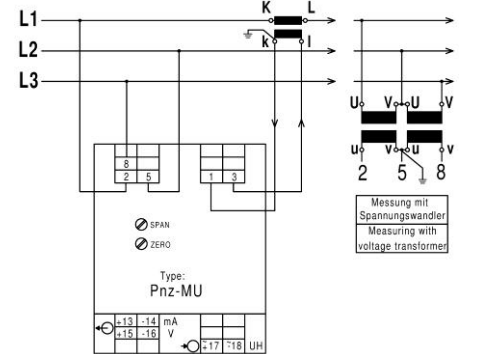 K L
L1
k l
L2
L3
U V U V
u v u v
2 5 8
8
2 5 1 3
Messung mit
Spannungswandler
Measuring with
voltage transformer
SPAN
ZERO
Type:
Pnz-MU
+13 -14 mA
+15 -16 V
+17 -18 UH